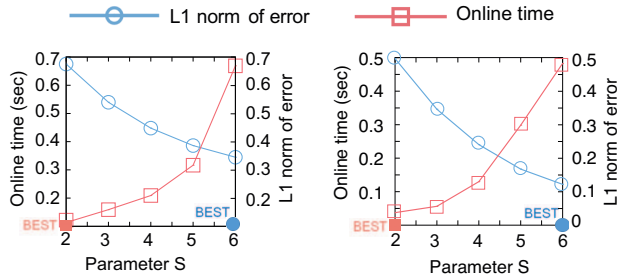 L1 norm of error
Online time
0.7
0.6
0.5
0.4
0.3
0.2
Online time (sec)
0.7
0.6
0.5
0.4
0.3
0.2
L1 norm of error
BEST
BEST
2 3 4 5 6
Parameter S
0.5
0.4
0.3
0.2
0.1
Online time (sec)
0.5
0.4
0.3
0.2
0.1
0
L1 norm of error
BEST
BEST
2 3 4 5 6
Parameter S